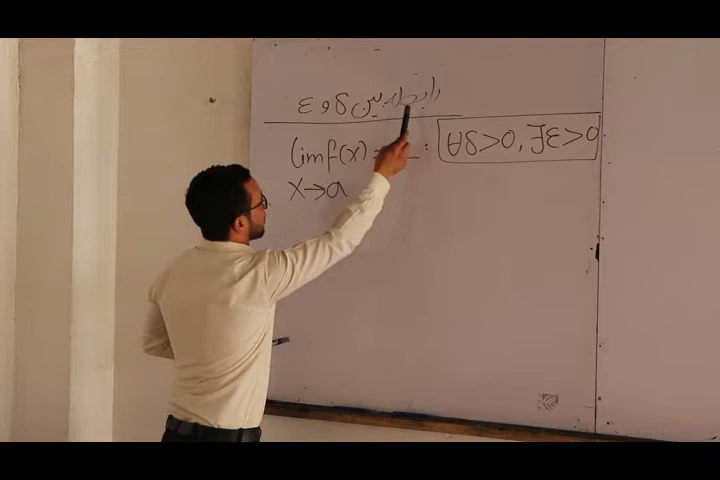 رابطه بین δ و ε
lim f(x) = L : ∀δ>0, ∃ε>0
x→a